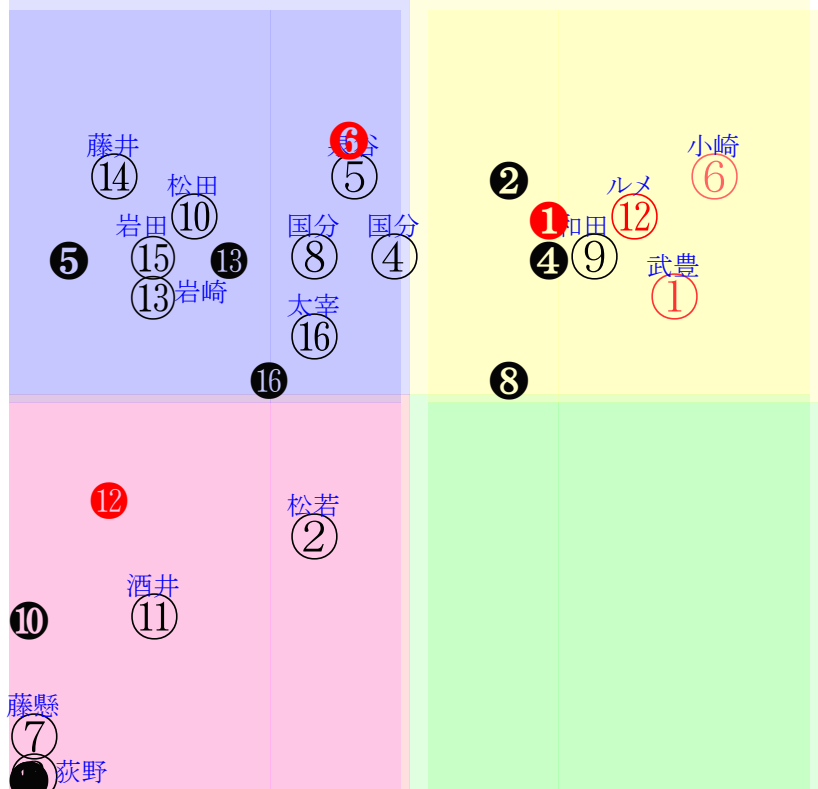 藤井
⑭
松田
⑩
岩田
⑮
⑬
岩崎
❺
⓭
❻
谷
⑤
国分
⑧
国分
④
太宰
⑯
⓰
❷
❶
❹
和田
⑨
ルメ
⑫
小崎
⑥
武豊
①
❽
⓬
松若
②
酒井
⑪
❿
藤懸
⑦
荻野